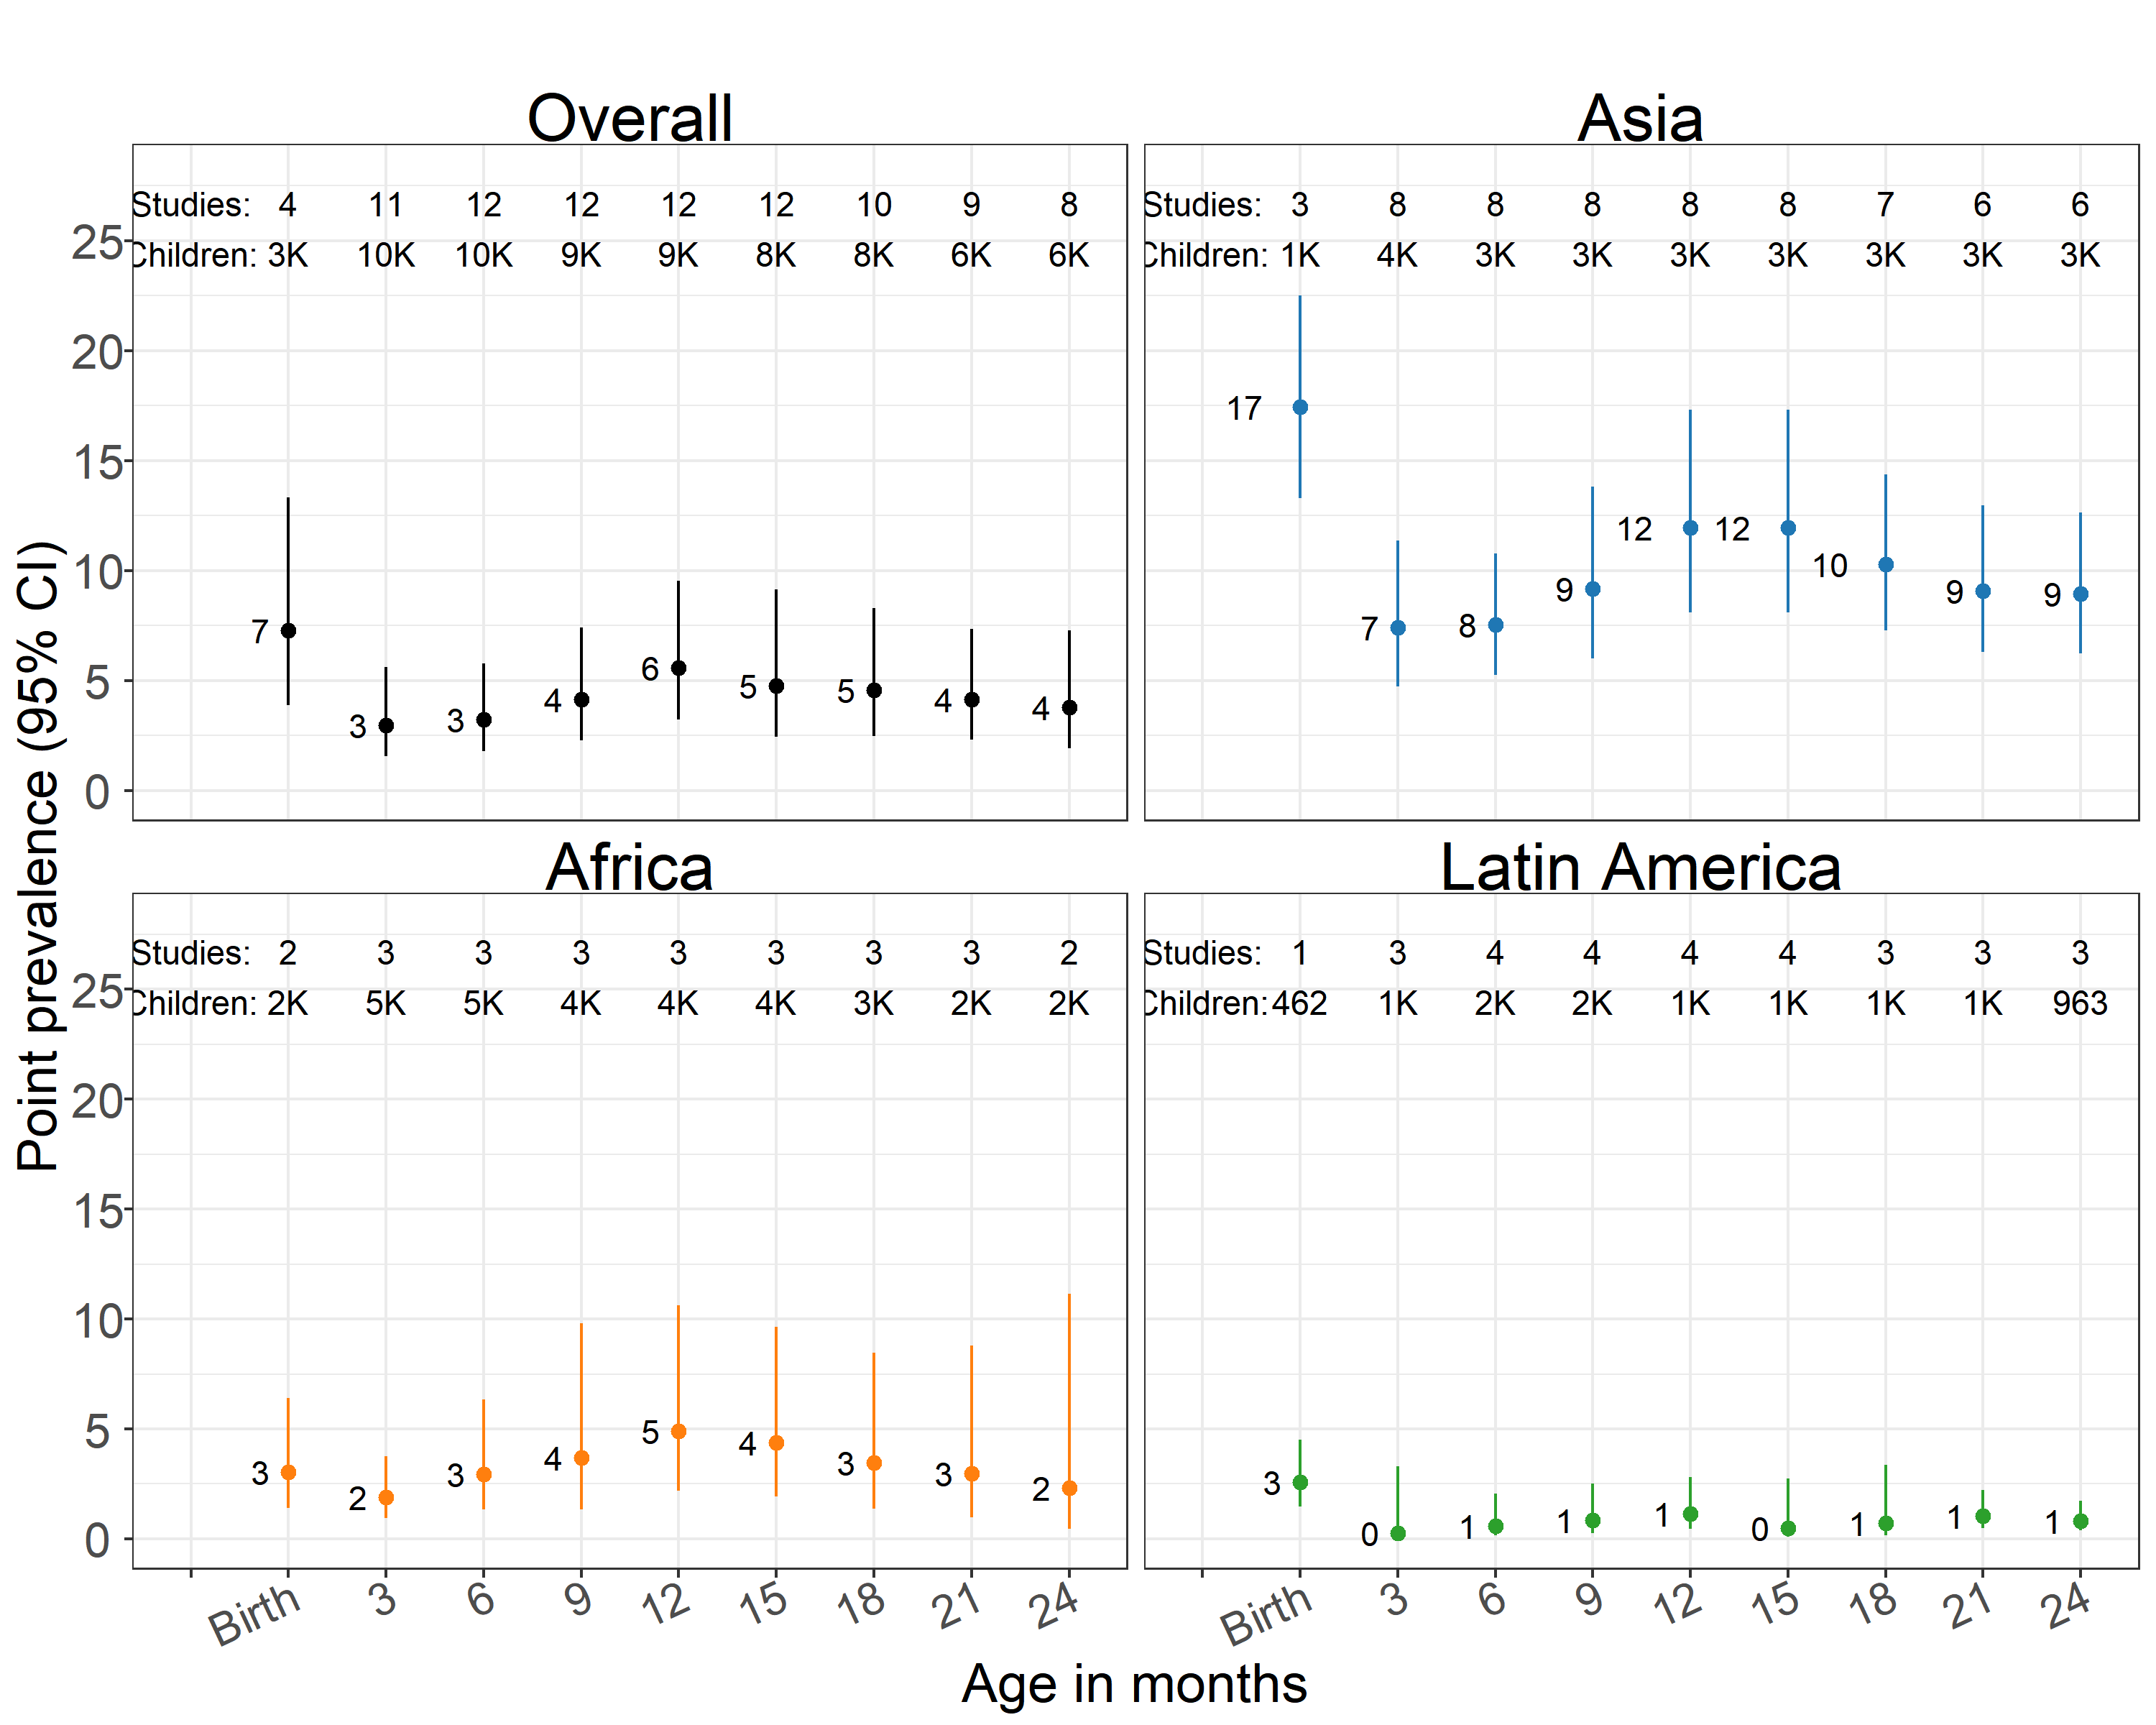 Overall
Studies: 4 11 12 12 12 12 10 9 8
Children: 3K 10K 10K 9K 9K 8K 8K 6K 6K
25
20
15
10
5
0
7 3 3 4 6 5 5 4 4
Asia
Studies: 3 8 8 8 8 8 7 6 6
Children: 1K 4K 3K 3K 3K 3K 3K 3K 3K
17 7 8 9 12 12 10 9 9
Point prevalence (95% CI)
Africa
Studies: 2 3 3 3 3 3 3 3 2
Children: 2K 5K 5K 4K 4K 4K 3K 2K 2K
25
20
15
10
5
0
3 2 3 4 5 4 3 3 2
Birth 3 6 9 12 15 18 21 24
Latin America
Studies: 1 3 4 4 4 4 3 3 3
Children: 462 1K 2K 2K 1K 1K 1K 1K 963
3 0 1 1 1 0 1 1 1
Birth 3 6 9 12 15 18 21 24
Age in months